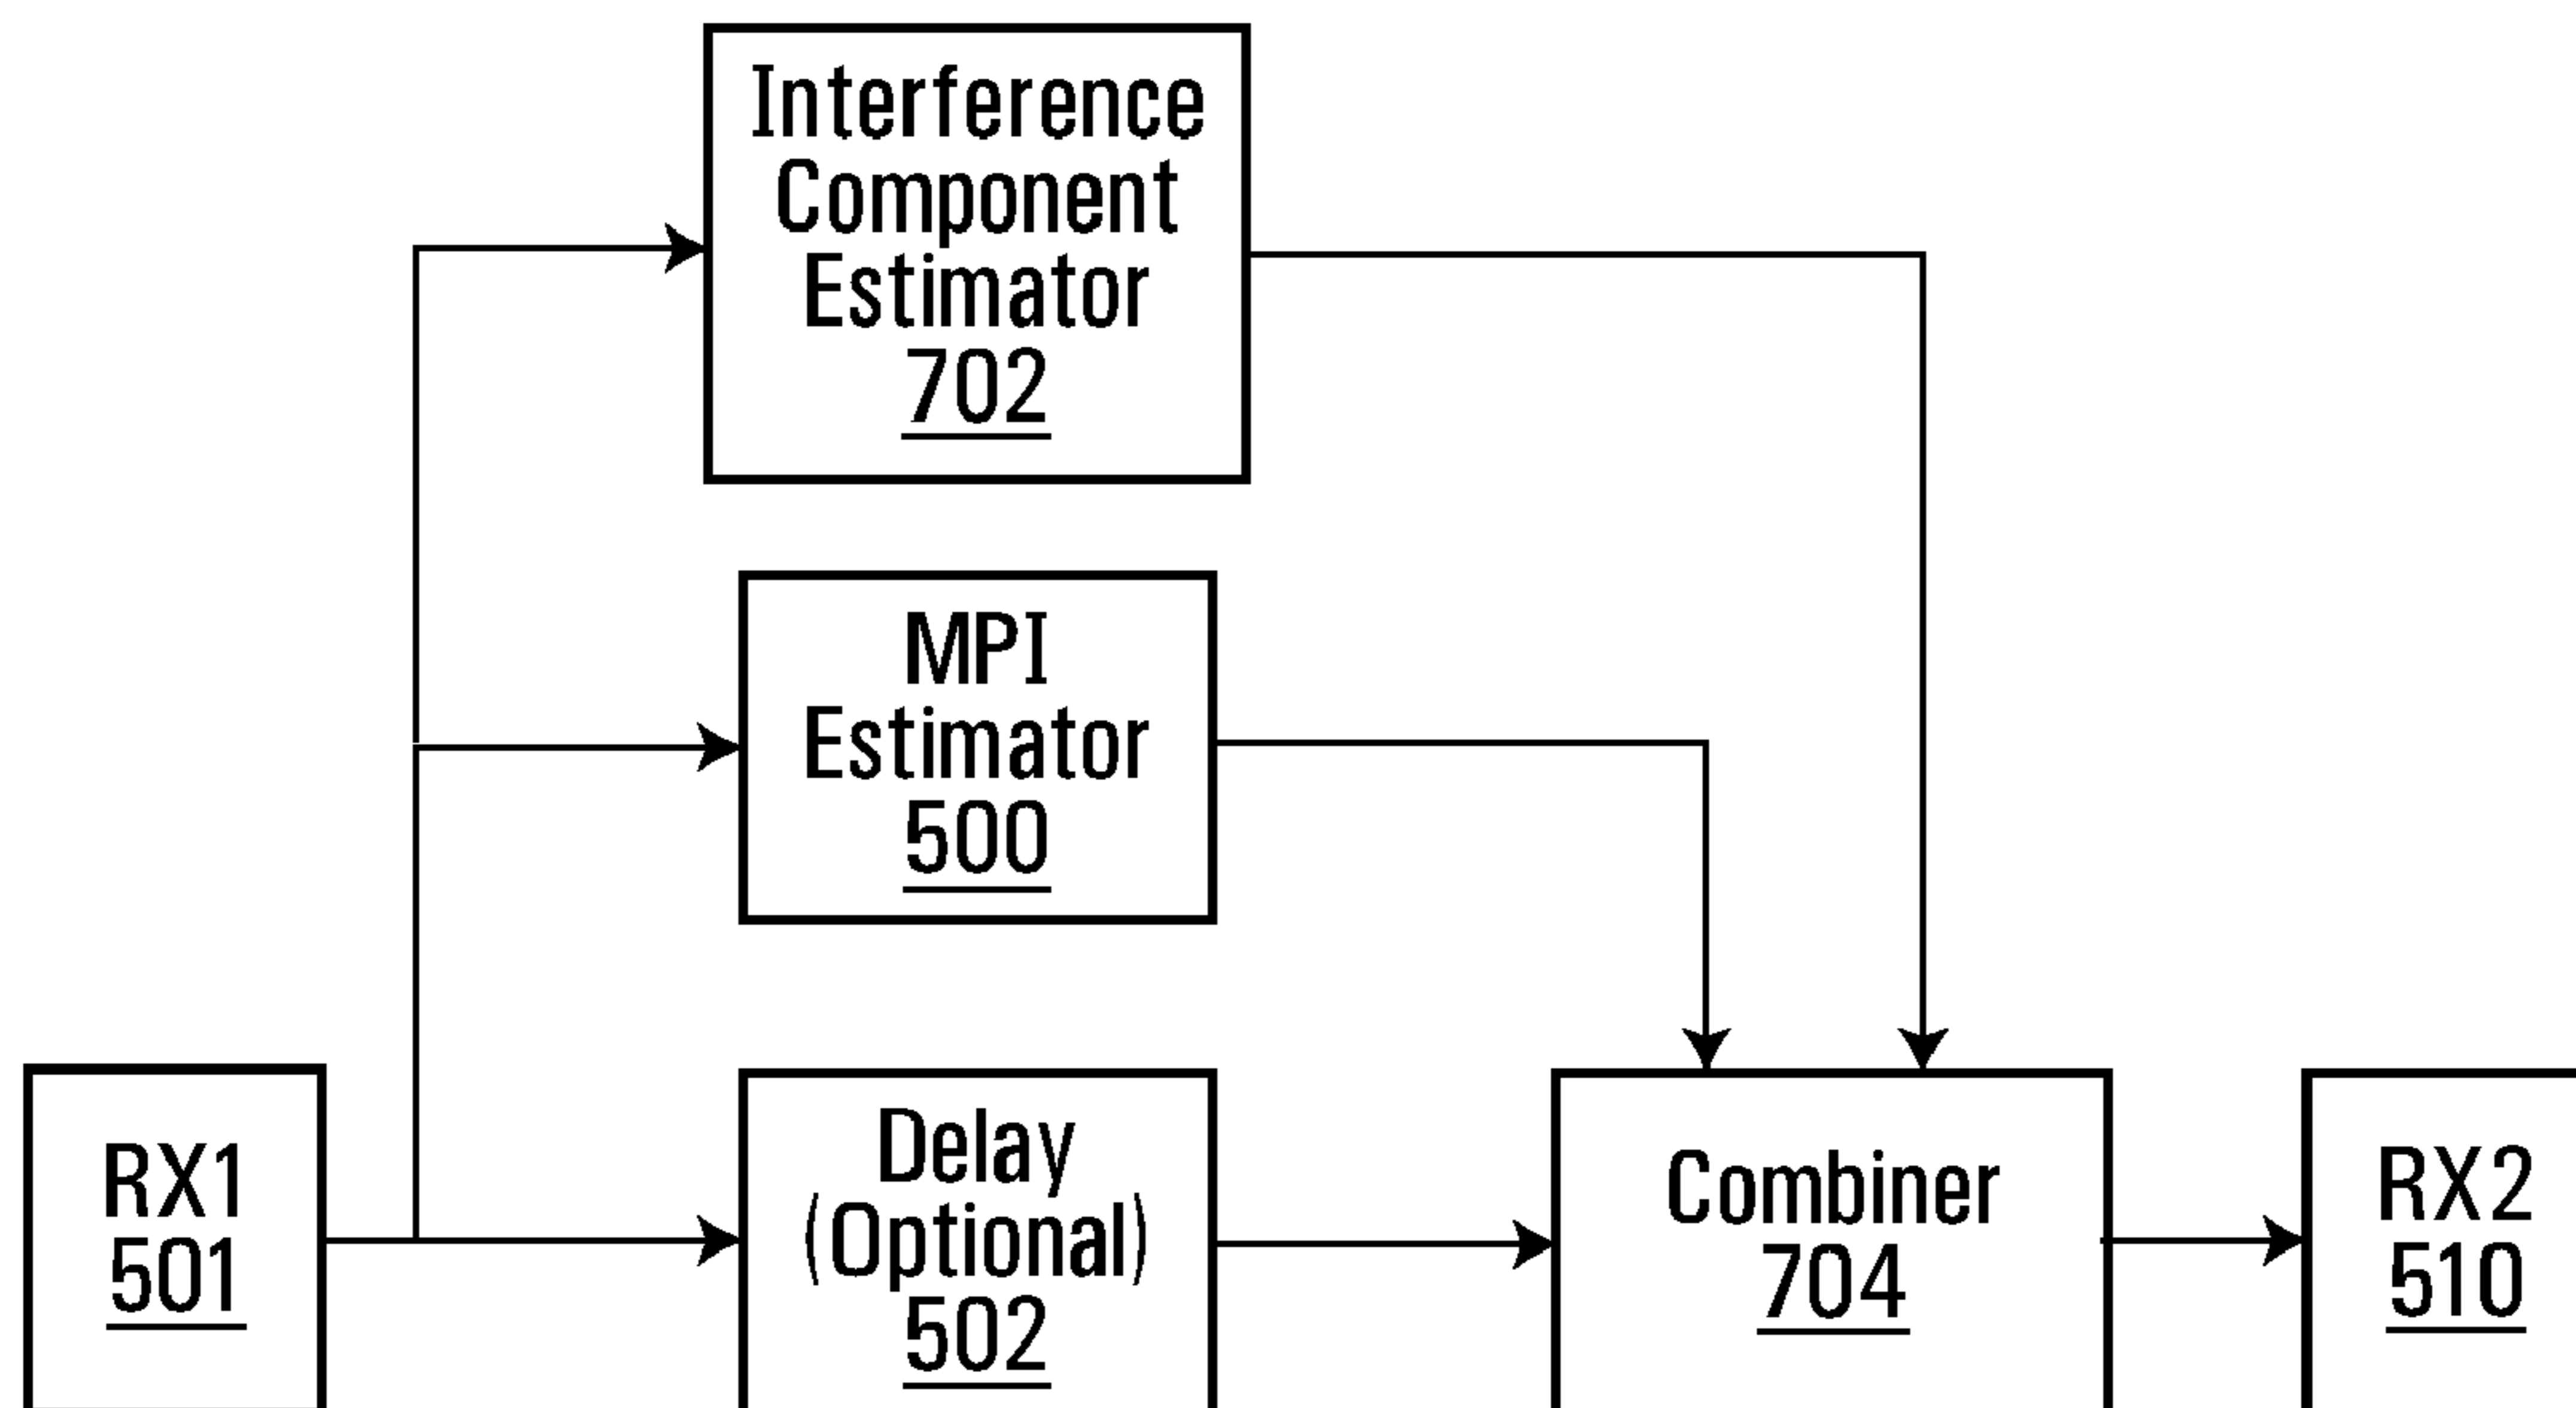 Interference
Component
Estimator
702
MPI
Estimator
500
RX1
501
Delay
(Optional)
502
Combiner
704
RX2
510